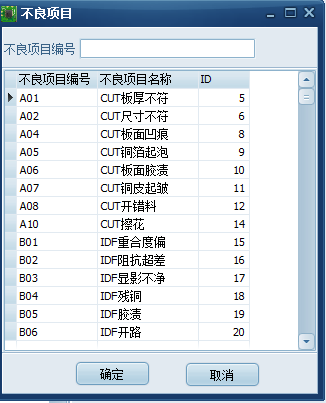 不良项目
不良项目编号
不良项目编号 不良项目名称 ID
A01 CUT板厚不符 5
A02 CUT尺寸不符 6
A04 CUT板面凹痕 8
A05 CUT铜箔起泡 9
A06 CUT板面胶渍 10
A07 CUT铜皮起皱 11
A08 CUT开错料 12
A10 CUT擦花 14
B01 IDF重合度偏 15
B02 IDF阻抗超差 16
B03 IDF显影不净 17
B04 IDF残铜 18
B05 IDF胶渍 19
B06 IDF开路 20
确定 取消